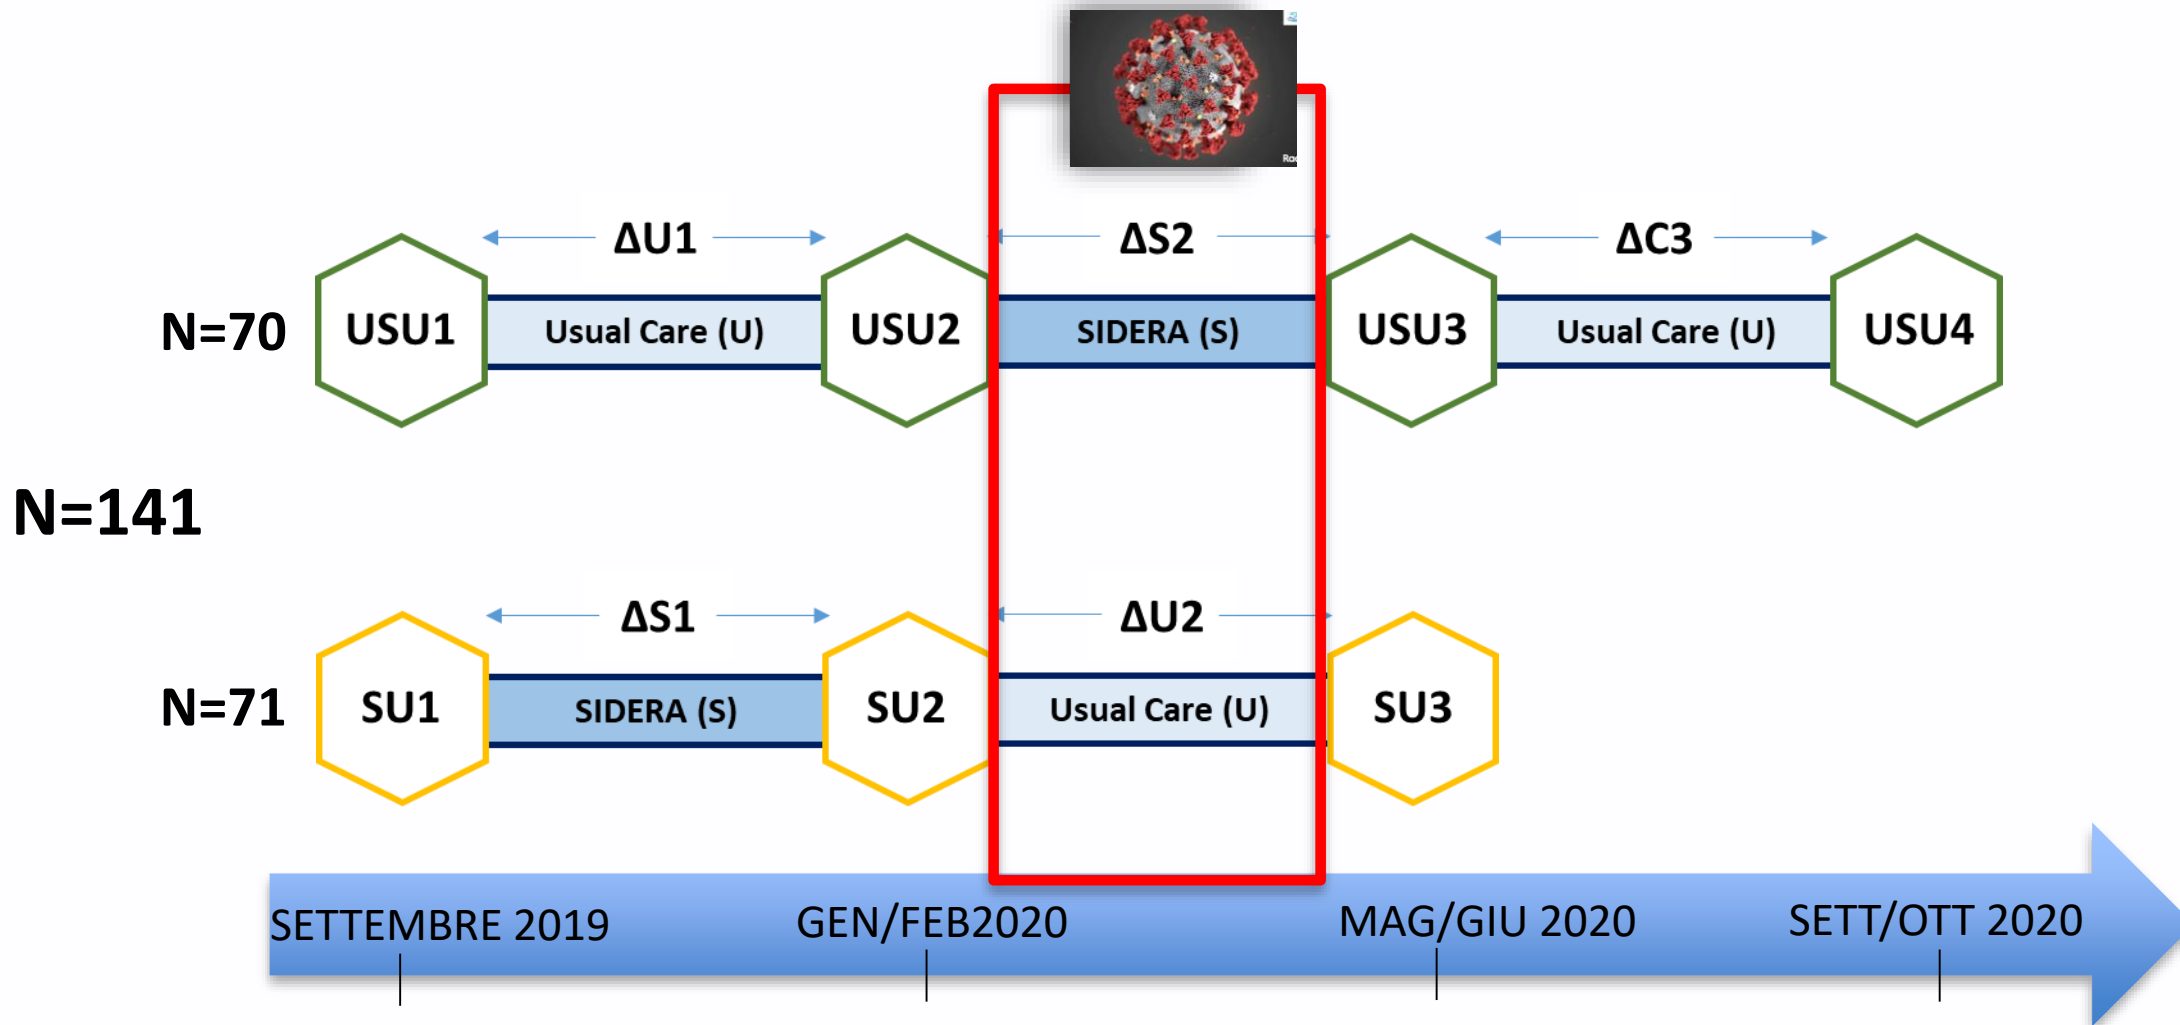 ΔU1
ΔS2
ΔC3
N=70
USU1
Usual Care (U)
USU2
SIDERA (S)
USU3
Usual Care (U)
USU4
N=141
ΔS1
ΔU2
N=71
SU1
SIDERA (S)
SU2
Usual Care (U)
SU3
SETTEMBRE 2019
GEN/FEB2020
MAG/GIU 2020
SETT/OTT 2020